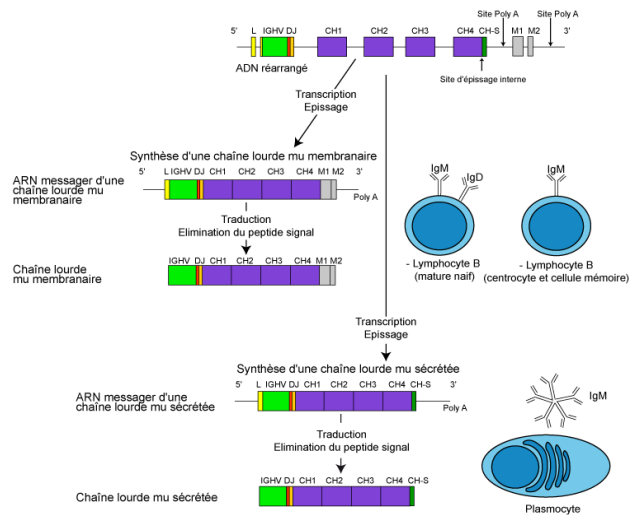 Site Poly A
Site Poly A
5' L IGHV DJ CH1 CH2 CH3 CH4 CH-S M1 M2 3'
ADN réarrangé
Site d'épissage interne
Transcription
Epissage
Synthèse d'une chaîne lourde mu membranaire
5' L IGHV DJ CH1 CH2 CH3 CH4 M1 M2 3'
ARN messager d'une
chaîne lourde mu
membranaire
Poly A
Traduction
Elimination du peptide signal
IGHV DJ CH1 CH2 CH3 CH4 M1 M2
Chaîne lourde
mu membranaire
IgM
IgD
- Lymphocyte B
(mature naif)
IgM
- Lymphocyte B
(centrocyte et cellule mémoire)
Transcription
Epissage
Synthèse d'une chaîne lourde mu sécrétée
5' L IGHV DJ CH1 CH2 CH3 CH4 CH-S 3'
ARN messager d'une
chaîne lourde mu sécrétée
Poly A
Traduction
Elimination du peptide signal
IGHV DJ CH1 CH2 CH3 CH4 CH-S
Chaîne lourde sécrétée
IgM
Plasmocyte